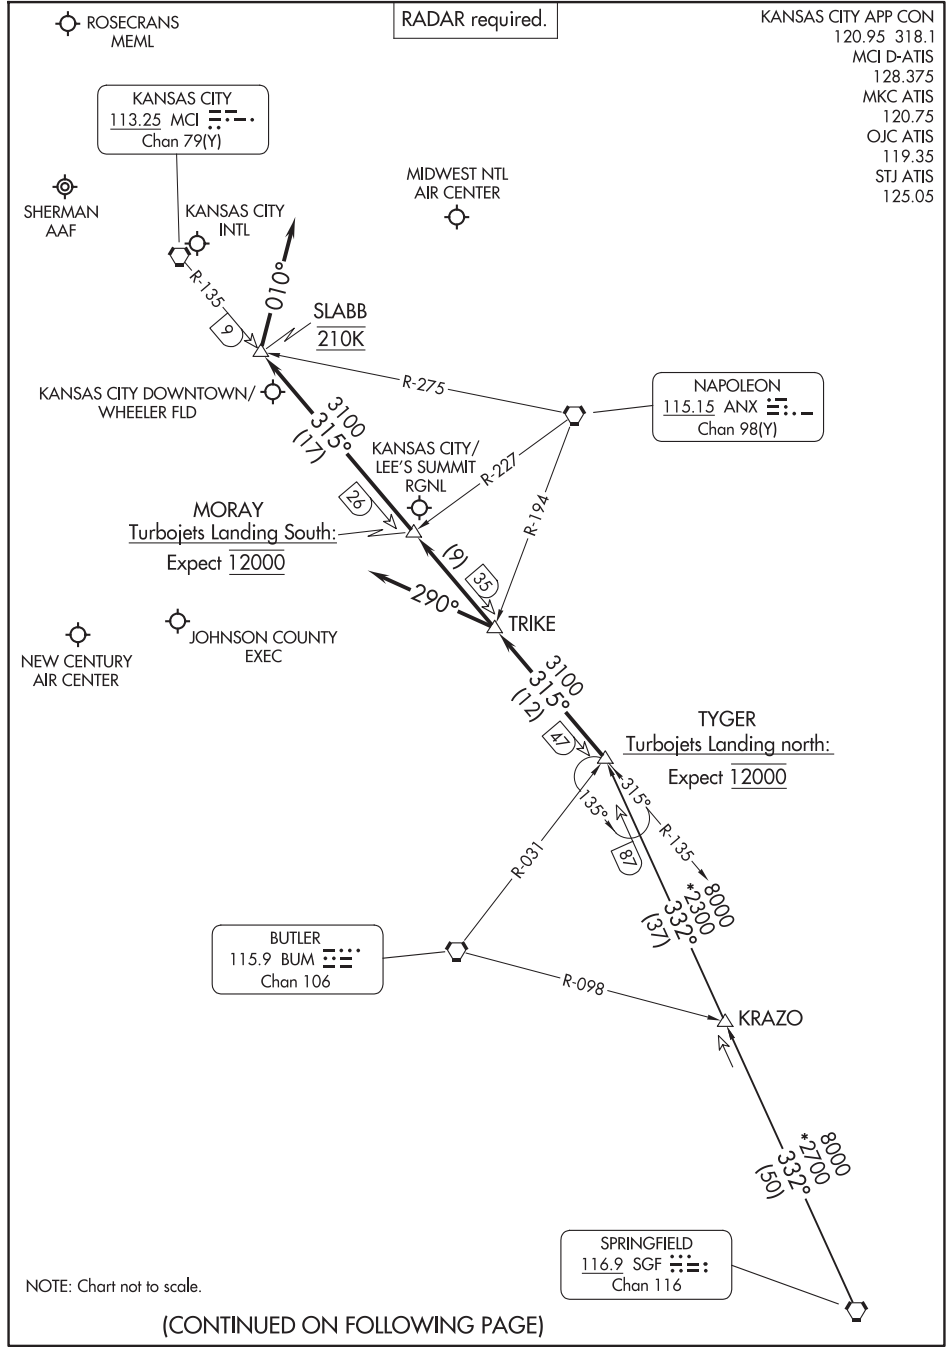 RADAR required.
KANSAS CITY APP CON
120.95 318.1
MCI D-ATIS
128.375
MKC ATIS
120.75
OJC ATIS
119.35
STJ ATIS
125.05
ROSECRANS
MEML
KANSAS CITY
113.25 MCI
Chan 79(Y)
SHERMAN
AAF
KANSAS CITY
INTL
MIDWEST NTL
AIR CENTER
R-135
9
010°
SLABB
210K
KANSAS CITY DOWNTOWN/
WHEELER FLD
R-275
NAPOLEON
115.15 ANX
Chan 98(Y)
3100
315°
(17)
KANSAS CITY/
LEE'S SUMMIT
RGNL
R-227
R-194
26
MORAY
Turbojets Landing South:
Expect 12000
(9)
35
290°
TRIKE
JOHNSON COUNTY
EXEC
NEW CENTURY
AIR CENTER
3100
315°
(12)
47
TYGER
Turbojets Landing north:
Expect 12000
135°
315°
R-135
87
R-031
8000
*2300
332°
(37)
BUTLER
115.9 BUM
Chan 106
R-098
KRAZO
8000
*2700
332°
(50)
SPRINGFIELD
116.9 SGF
Chan 116
NOTE: Chart not to scale.
(CONTINUED ON FOLLOWING PAGE)